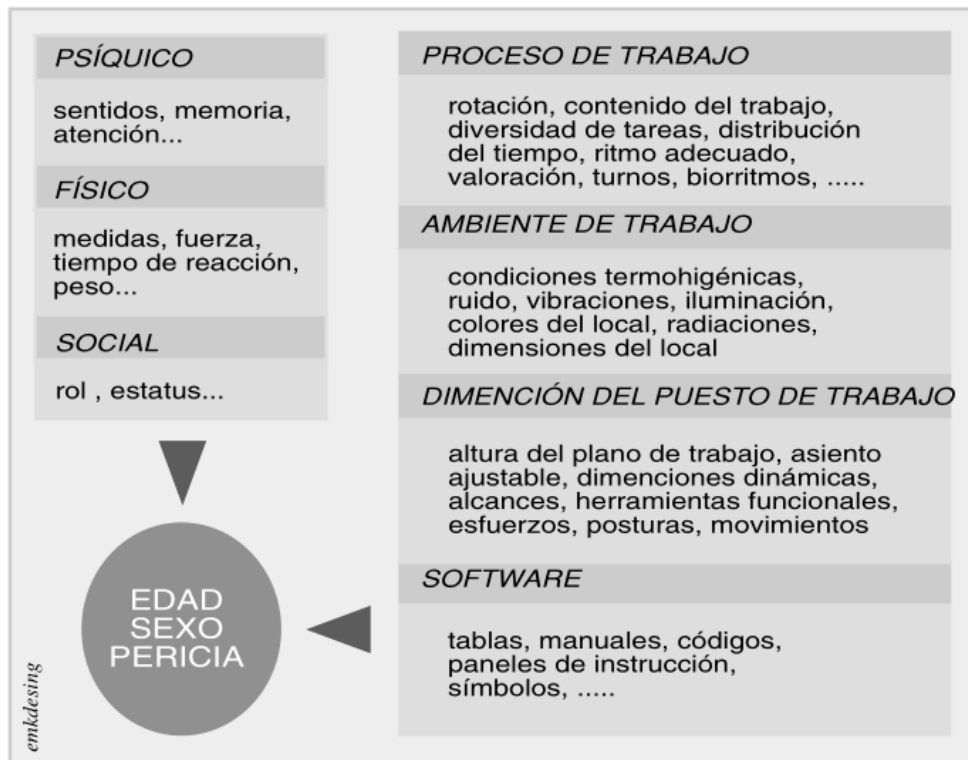 PSÍQUICO
sentidos, memoria,
atención...
FÍSICO
medidas, fuerza,
tiempo de reacción,
peso...
SOCIAL
rol , estatus...
EDAD
SEXO
PERICIA
emkdesing
PROCESO DE TRABAJO
rotación, contenido del trabajo,
diversidad de tareas, distribución
del tiempo, ritmo adecuado,
valoración, turnos, biorritmos, .....
AMBIENTE DE TRABAJO
condiciones termohigénicas,
ruido, vibraciones, iluminación,
colores del local, radiaciones,
dimensiones del local
DIMENCIÓN DEL PUESTO DE TRABAJO
altura del plano de trabajo, asiento
ajustable, dimenciones dinámicas,
alcances, herramientas funcionales,
esfuerzos, posturas, movimientos
SOFTWARE
tablas, manuales, códigos,
paneles de instrucción,
símbolos, .....